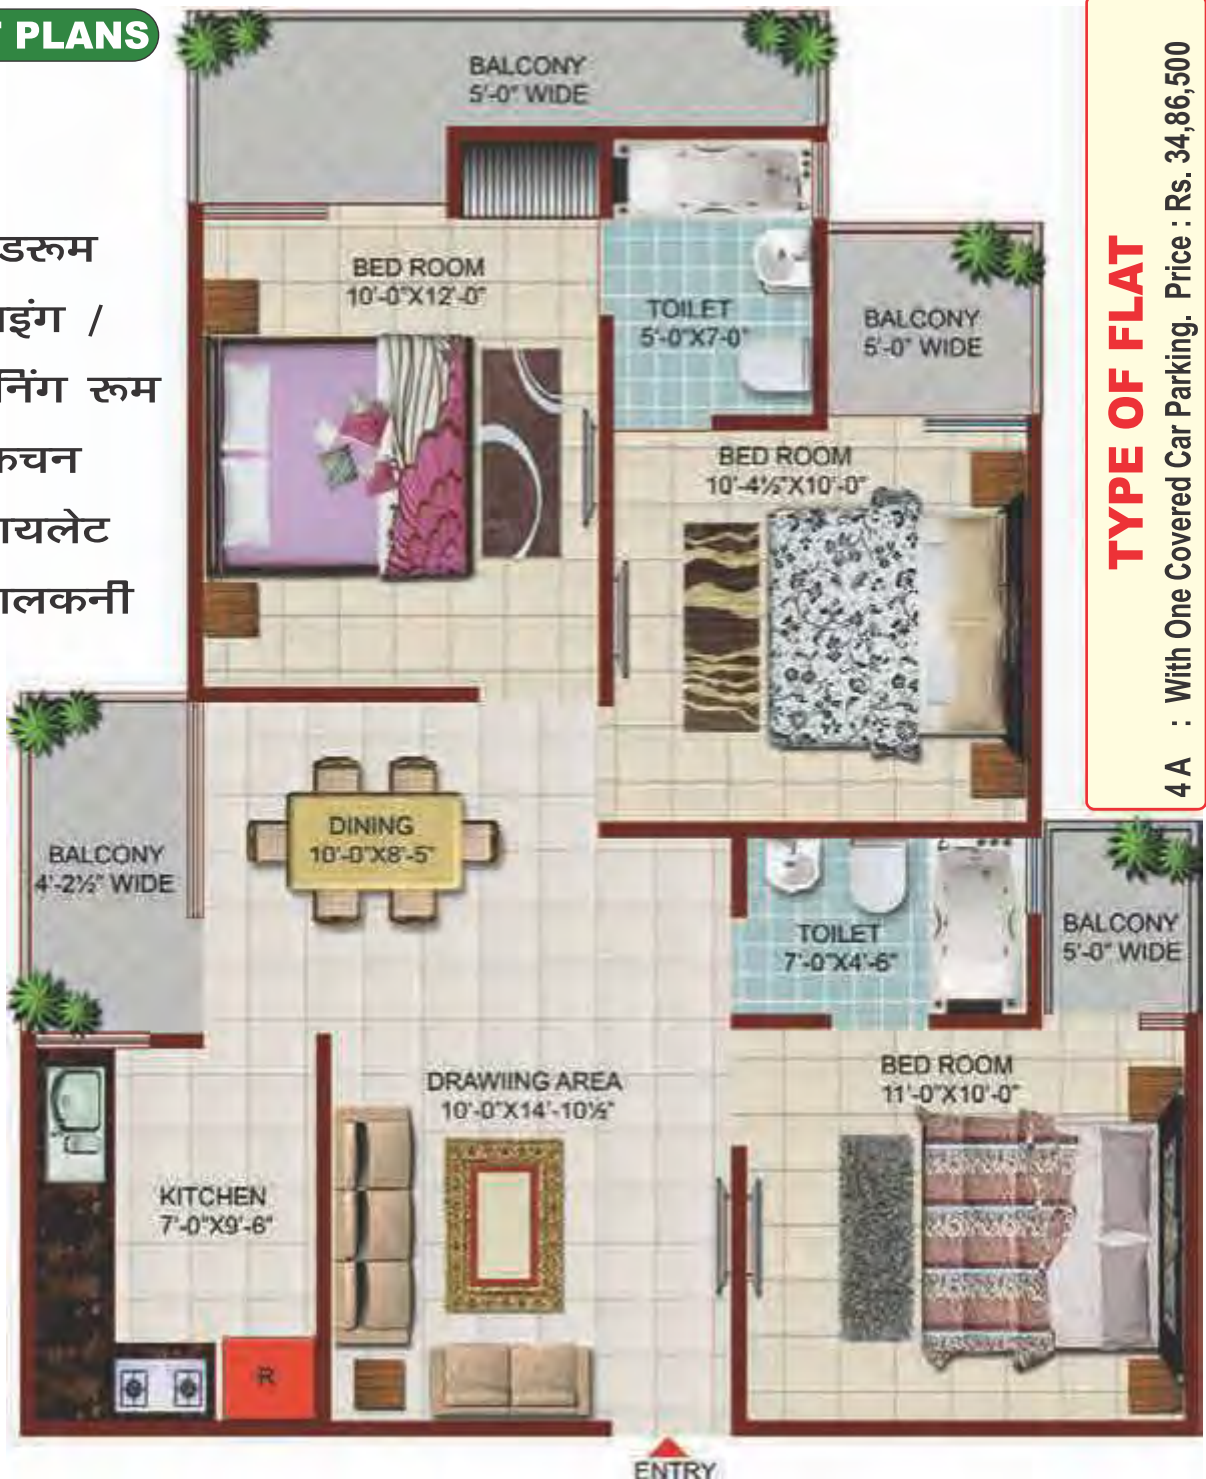 PLANS
BALCONY
5'-0" WIDE
BED ROOM
10'-0"X12'-0"
TOILET
5'-0"X7-0"
BALCONY
5'-0" WIDE
BED ROOM
10'-4½"X10'-0"
/
रूम
DINING
10'-0"X8'-5"
BALCONY
4'-2½" WIDE
TOILET
7'-0"X4'-6"
BALCONY
5'-0" WIDE
DRAWIING AREA
10'-0"X14'-10½"
BED ROOM
11'-0"X10'-0"
KITCHEN
7'-0"X9'-6"
R
ENTRY
TYPE OF FLAT
4 A : With One Covered Car Parking. Price : Rs. 34,86,500